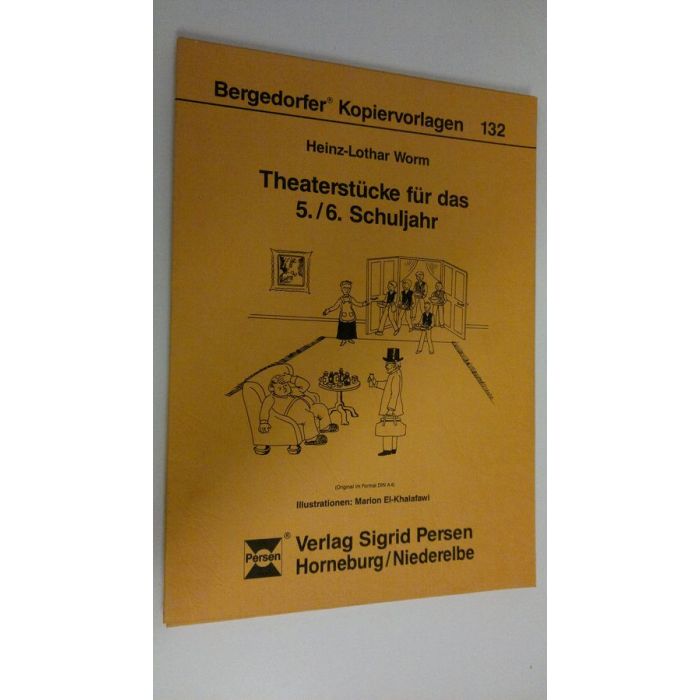 Bergedorfer® Kopiervorlagen 132
Heinz-Lothar Worm
Theaterstücke für das
5./6. Schuljahr
(Original im Format DIN A4)
Illustrationen: Marion El-Khalafawi
Persen ®
Verlag Sigrid Persen
Horneburg/Niederelbe